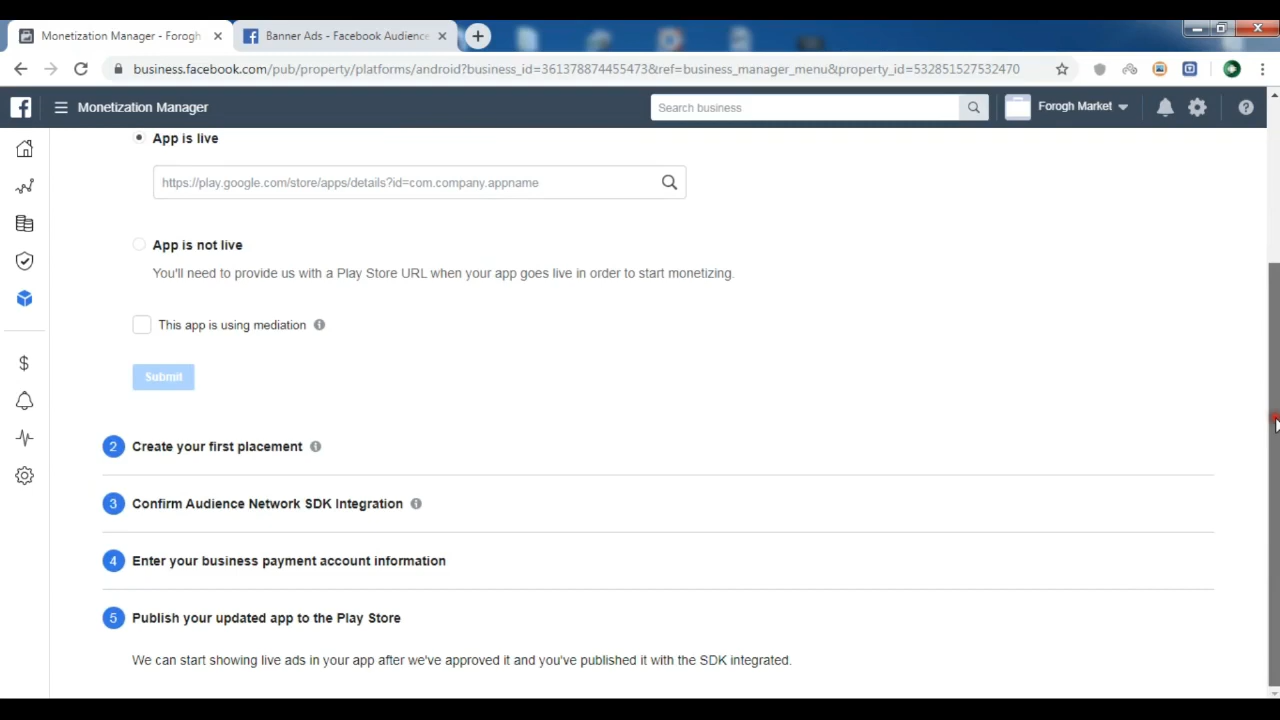 Monetization Manager - Forogh
Banner Ads - Facebook Audience
business.facebook.com/pub/property/platforms/android?business_id=361378874455473&ref=business_manager_menu&property_id=532851527532470
Monetization Manager
Search business
Forogh Market
App is live
https://play.google.com/store/apps/details?id=com.company.appname
App is not live
You'll need to provide us with a Play Store URL when your app goes live in order to start monetizing.
This app is using mediation
Submit
2 Create your first placement
3 Confirm Audience Network SDK Integration
4 Enter your business payment account information
5 Publish your updated app to the Play Store
We can start showing live ads in your app after we've approved it and you've published it with the SDK integrated.